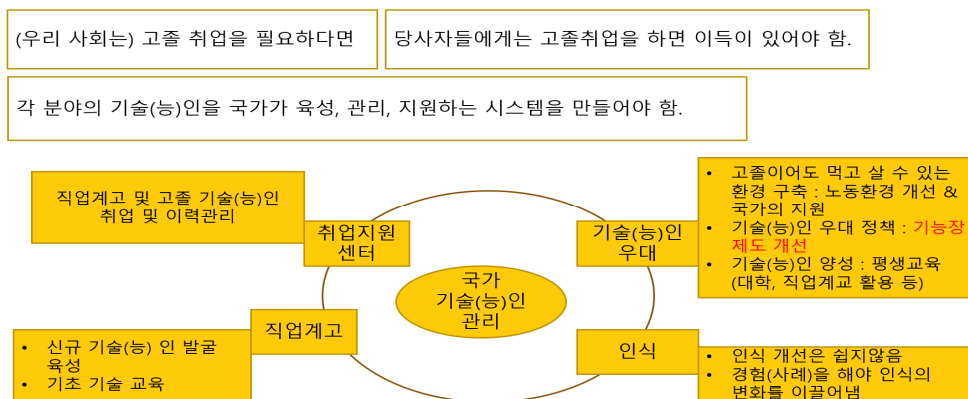 (우리 사회는) 고졸 취업을 필요하다면
당사자들에게는 고졸취업을 하면 이득이 있어야 함.
각 분야의 기술(능)인을 국가가 육성, 관리, 지원하는 시스템을 만들어야 함.
직업계고 및 고졸 기술(능)인
취업 및 이력관리
취업지원
센터
기술(능)인
우대
• 고졸이어도 먹고 살 수 있는
환경 구축 : 노동환경 개선 &
국가의 지원
• 기술(능)인 우대 정책 : 기능장
제도 개선
• 기술(능)인 양성 : 평생교육
(대학, 직업계교 활용 등)
국가
기술(능)인
관리
직업계고
• 신규 기술(능) 인 발굴
육성
• 기초 기술 교육
인식
• 인식 개선은 쉽지않음
• 경험(사례)을 해야 인식의
변화를 이끌어냄